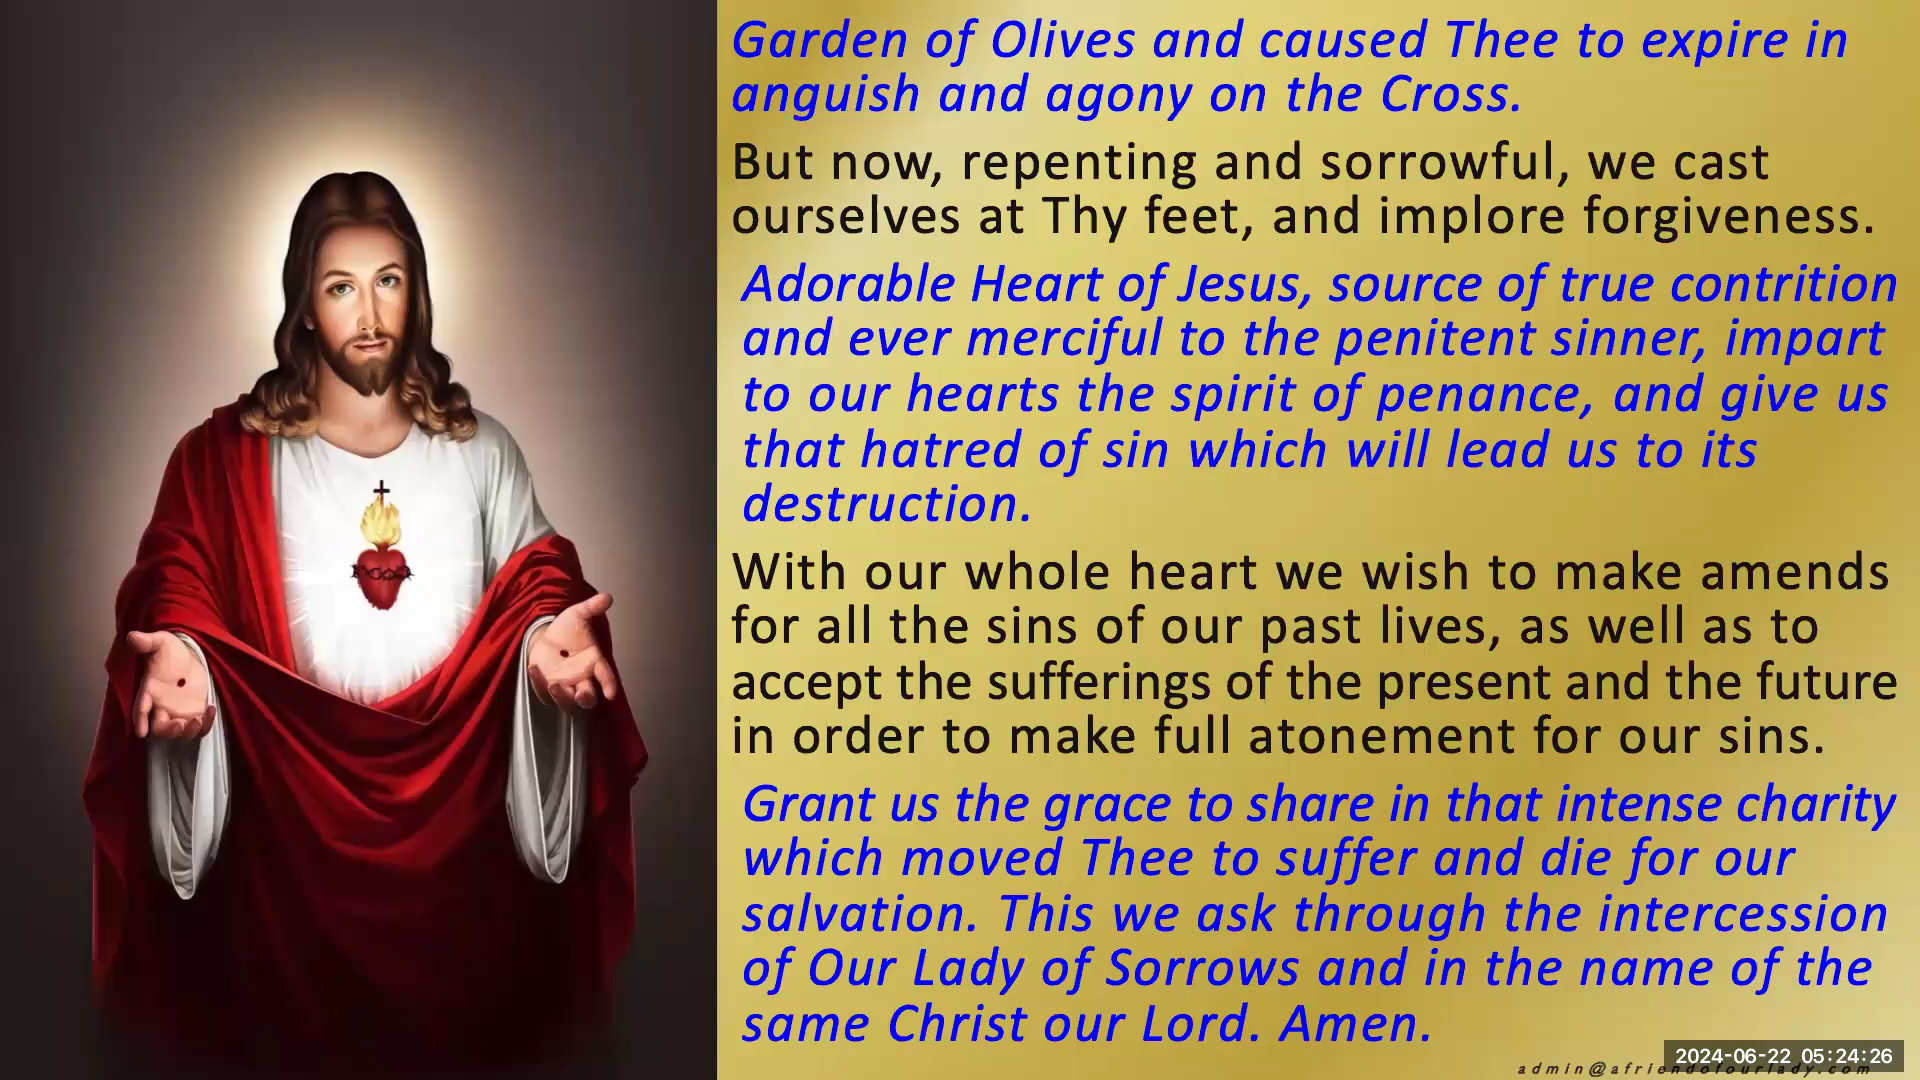 Garden of Olives and caused Thee to expire in
anguish and agony on the Cross.
But now, repenting and sorrowful, we cast
ourselves at Thy feet, and implore forgiveness.
Adorable Heart of Jesus, source of true contrition
and ever merciful to the penitent sinner, impart
to our hearts the spirit of penance, and give us
that hatred of sin which will lead us to its
destruction.
With our whole heart we wish to make amends
for all the sins of our past lives, as well as to
accept the sufferings of the present and the future
in order to make full atonement for our sins.
Grant us the grace to share in that intense charity
which moved Thee to suffer and die for our
salvation. This we ask through the intercession
of Our Lady of Sorrows and in the name of the
same Christ our Lord. Amen.
2024-06-22 05:24:26
admin@afriendofourlady.com